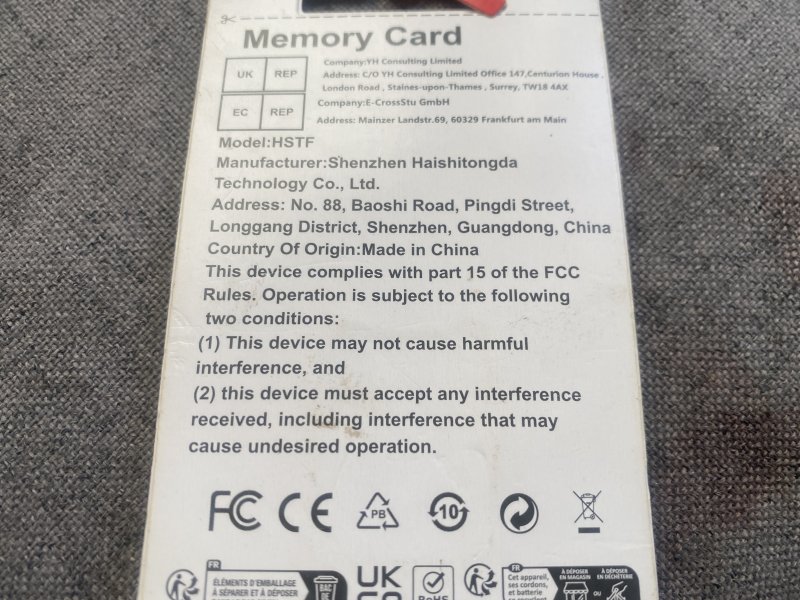 Memory Card
UK REP
Company:YH Consulting Limited
Address: C/O YH Consulting Limited Office 147,Centurion House ,
London Road , Staines-upon-Thames , Surrey, TW18 4AX
EC REP
Company:E-CrossStu GmbH
Address: Mainzer Landstr.69, 60329 Frankfurt am Main
Model:HSTF
Manufacturer:Shenzhen Haishitongda
Technology Co., Ltd.
Address: No. 88, Baoshi Road, Pingdi Street,
Longgang District, Shenzhen, Guangdong, China
Country Of Origin:Made in China
This device complies with part 15 of the FCC
Rules. Operation is subject to the following
two conditions:
(1) This device may not cause harmful
interference, and
(2) this device must accept any interference
received, including interference that may
cause undesired operation.
FC CE PB 10
FR
ÉLÉMENTS D'EMBALLAGE
À SÉPARER ET À DÉPOSER
BAC
UK
CA
RoHS
FR
Cet appareil,
ses cordons,
et batterie
À DÉPOSER
EN MAGASIN
OU
À DÉPOSER
EN DÉCHÈTERIE